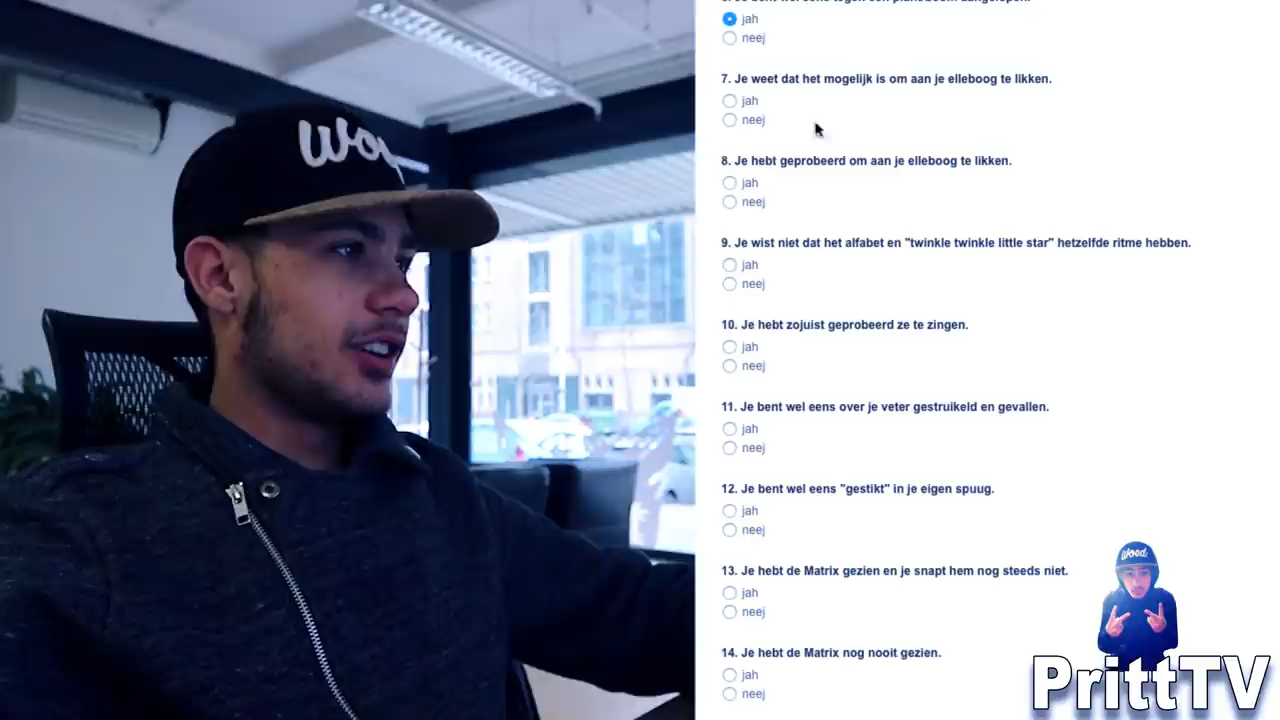 jah
neej
7. Je weet dat het mogelijk is om aan je elleboog te likken.
jah
neej
8. Je hebt geprobeerd om aan je elleboog te likken.
jah
neej
9. Je wist niet dat het alfabet en "twinkle twinkle little star" hetzelfde ritme hebben.
jah
neej
10. Je hebt zojuist geprobeerd ze te zingen.
jah
neej
11. Je bent wel eens over je veter gestruikeld en gevallen.
jah
neej
12. Je bent wel eens "gestikt" in je eigen spuug.
jah
neej
13. Je hebt de Matrix gezien en je snapt hem nog steeds niet.
jah
neej
14. Je hebt de Matrix nog nooit gezien.
jah
neej
PrittTV